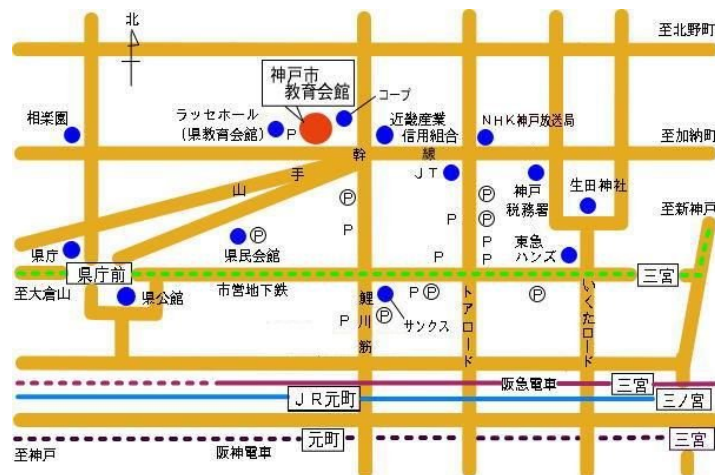 北
至北野町
神戸市
教育会館
コープ
相楽園
ラッセホール
(県教育会館)
P
近畿産業
信用組合
NHK神戸放送局
至加納町
山手幹線
JT
神戸
税務署
生田神社
至新神戸
P
P
P
P
P
P
P
県庁
県民会館
P
東急
ハンズ
P
P
県庁前
三宮
至大倉山
県公館
市営地下鉄
鯉川筋
P
P
P
P
P
サンクス
トアロード
いくたロード
阪急電車
三宮
JR元町
三ノ宮
元町
三宮
至神戸
阪神電車